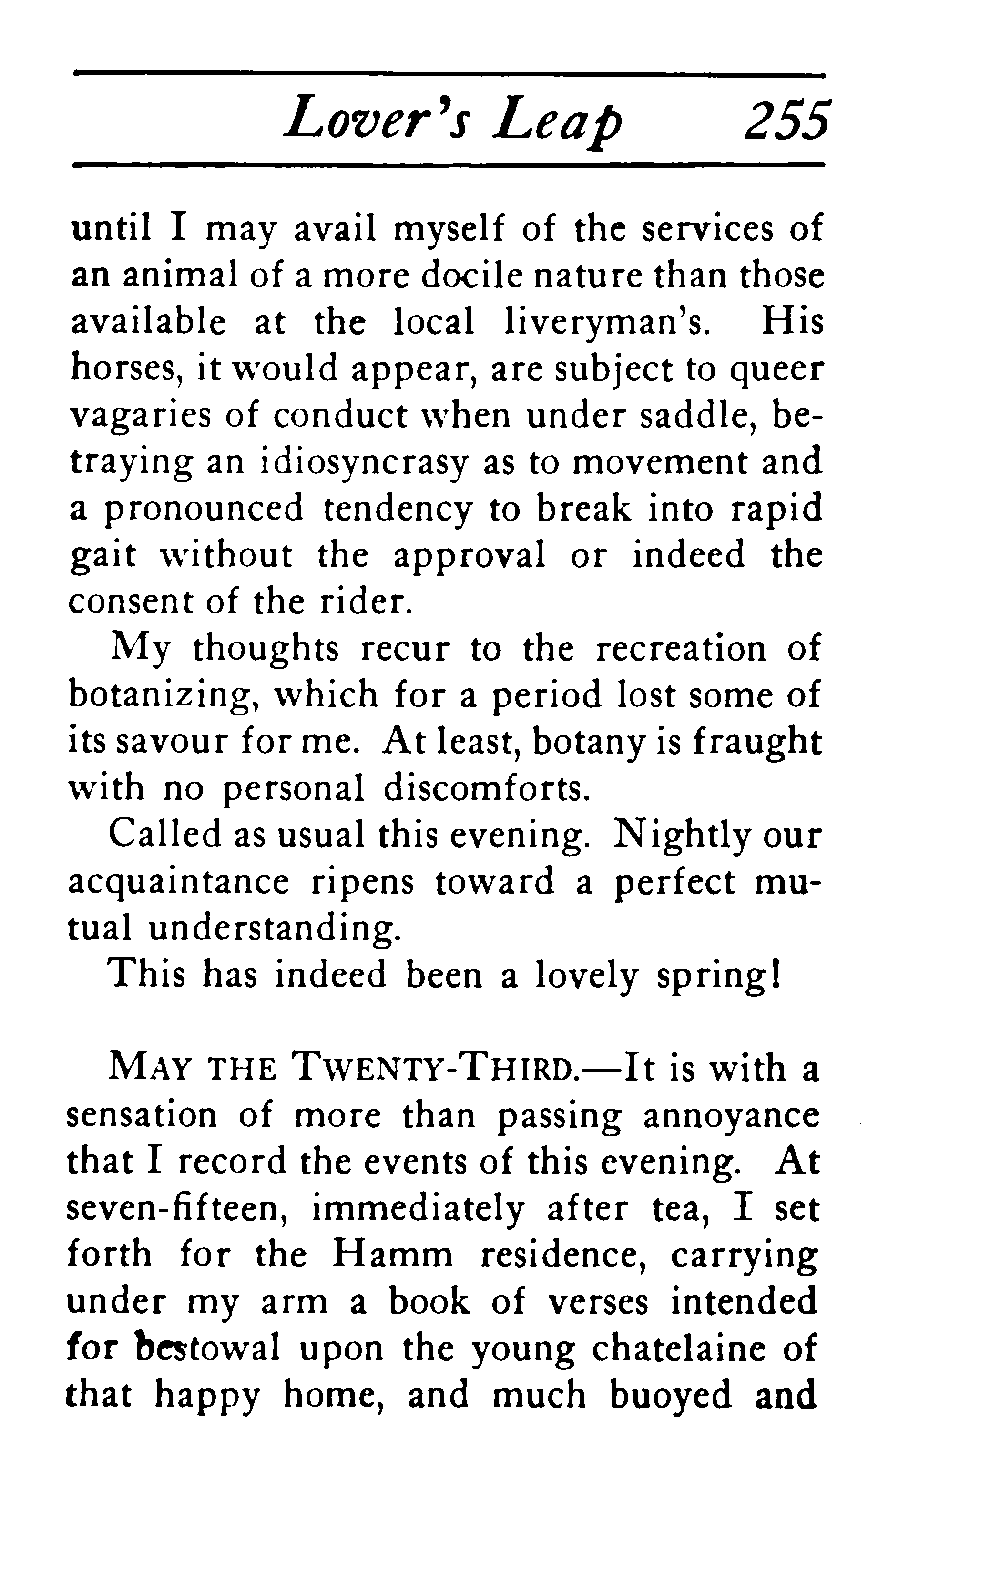 Lover's Leap 255
until I may avail myself of the services of
an animal of a more docile nature than those
available at the local liveryman's. His
horses, it would appear, are subject to queer
vagaries of conduct when under saddle, be-
traying an idiosyncrasy as to movement and
a pronounced tendency to break into rapid
gait without the approval or indeed the
consent of the rider.
My thoughts recur to the recreation of
botanizing, which for a period lost some of
its savour for me. At least, botany is fraught
with no personal discomforts.
Called as usual this evening. Nightly our
acquaintance ripens toward a perfect mu-
tual understanding.
This has indeed been a lovely spring!
MAY THE TWENTY-THIRD.—It is with a
sensation of more than passing annoyance
that I record the events of this evening. At
seven-fifteen, immediately after tea, I set
forth for the Hamm residence, carrying
under my arm a book of verses intended
for bestowal upon the young chatelaine of
that happy home, and much buoyed and